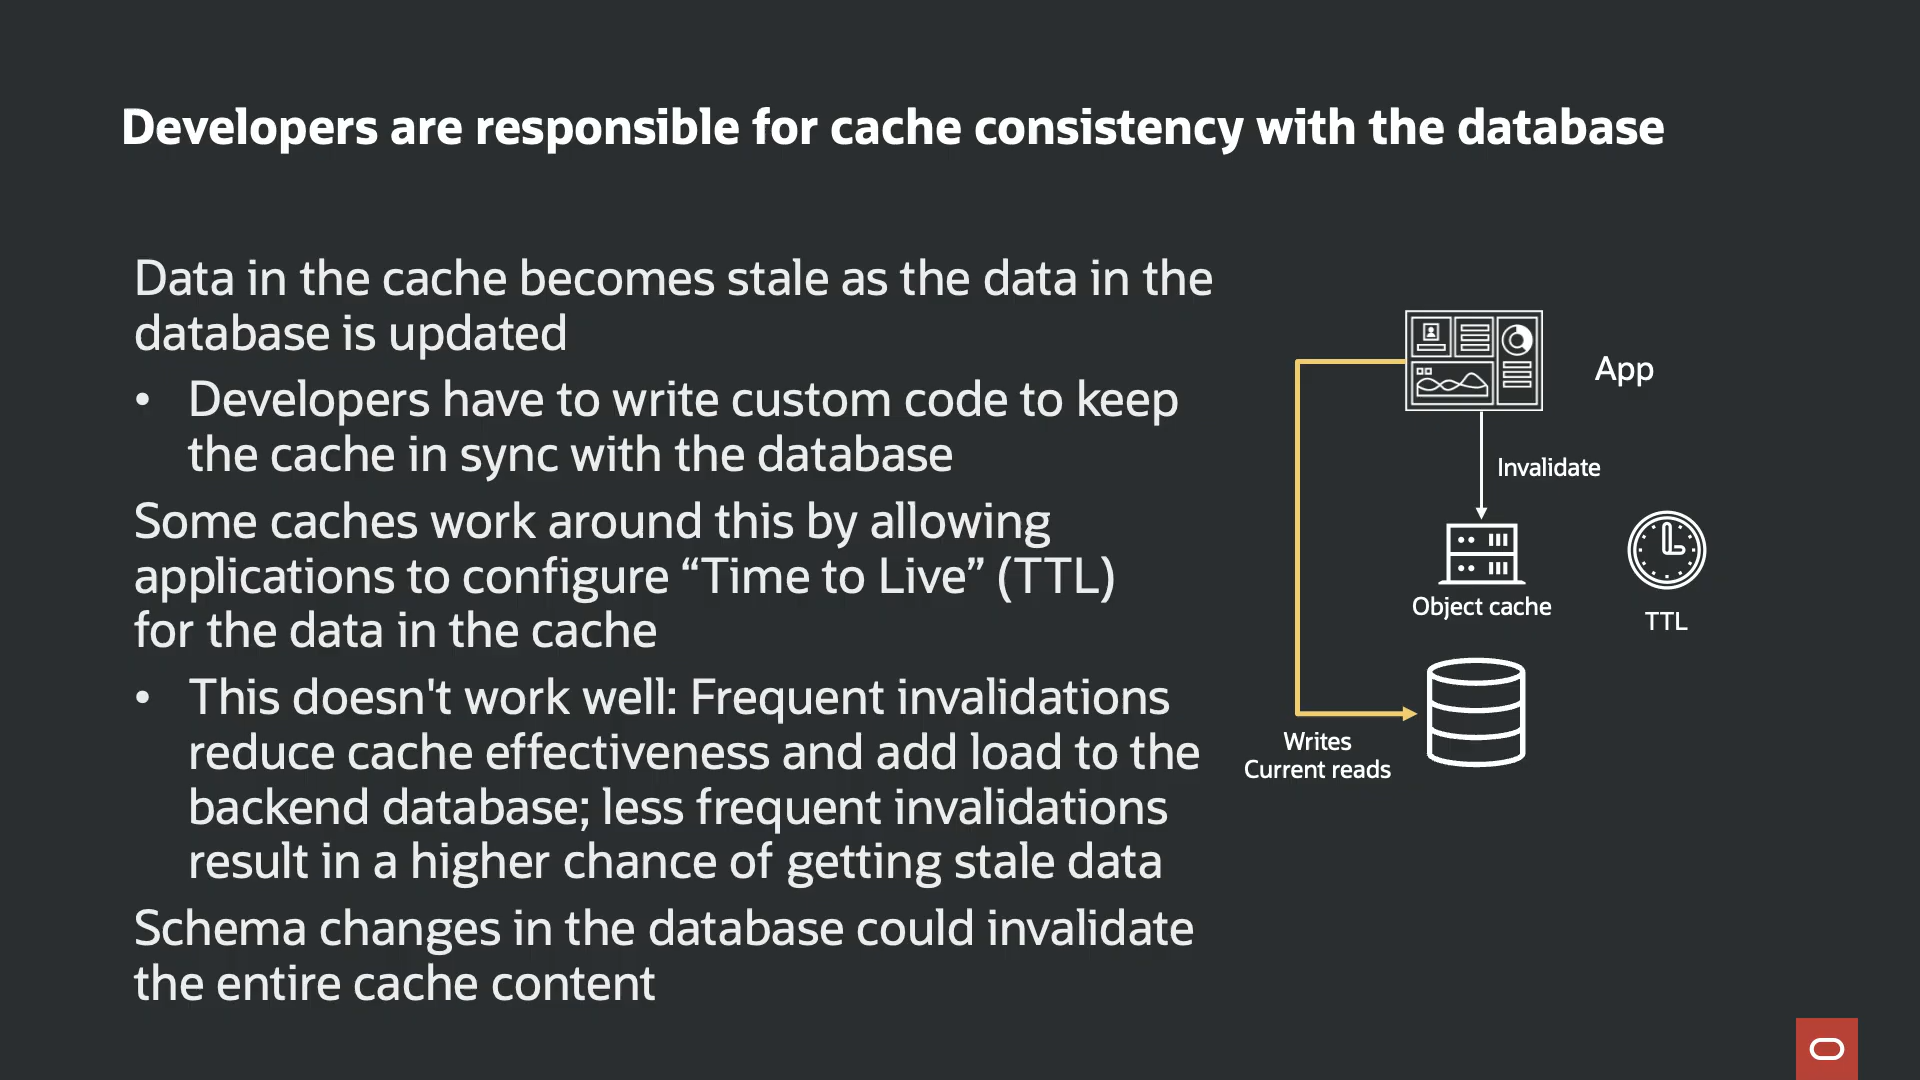 Developers are responsible for cache consistency with the database
Data in the cache becomes stale as the data in the
database is updated
• Developers have to write custom code to keep
the cache in sync with the database
Some caches work around this by allowing
applications to configure “Time to Live” (TTL)
for the data in the cache
• This doesn't work well: Frequent invalidations
reduce cache effectiveness and add load to the
backend database; less frequent invalidations
result in a higher chance of getting stale data
Schema changes in the database could invalidate
the entire cache content
App
Invalidate
Object cache
TTL
Writes
Current reads